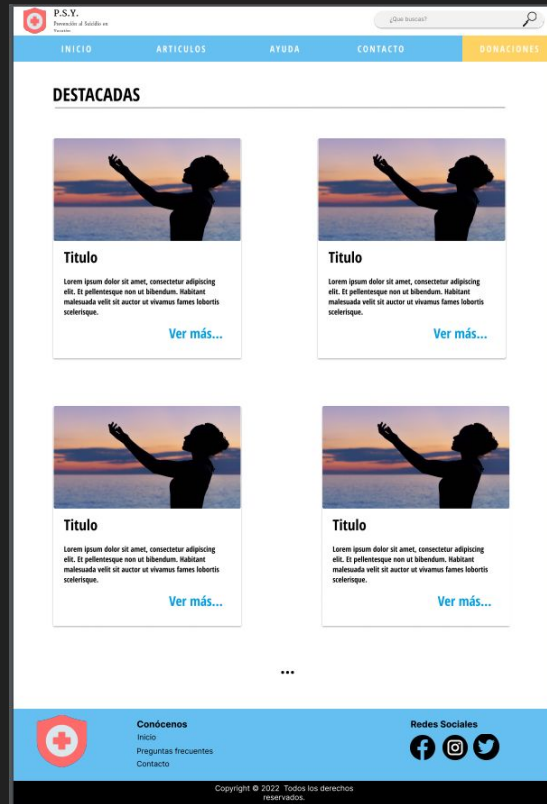 P.S.Y.
Prevención al Suicidio en
¿Que buscas?
INICIO ARTICULOS AYUDA CONTACTO DONACIONES
DESTACADAS
Titulo
Lorem ipsum dolor sit amet, consectetur adipiscing
elit. Et pellentesque non ut bibendum. Habitant
malesuada velit sit auctor ut vivamus fames lobortis
scelerisque.
Ver más...
Titulo
Lorem ipsum dolor sit amet, consectetur adipiscing
elit. Et pellentesque non ut bibendum. Habitant
malesuada velit sit auctor ut vivamus fames lobortis
scelerisque.
Ver más...
Titulo
Lorem ipsum dolor sit amet, consectetur adipiscing
elit. Et pellentesque non ut bibendum. Habitant
malesuada velit sit auctor ut vivamus fames lobortis
scelerisque.
Ver más...
Titulo
Lorem ipsum dolor sit amet, consectetur adipiscing
elit. Et pellentesque non ut bibendum. Habitant
malesuada velit sit auctor ut vivamus fames lobortis
scelerisque.
Ver más...
...
Conócenos
Inicio
Preguntas frecuentes
Contacto
Redes Sociales
Copyright © 2022 Todos los derechos
reservados.